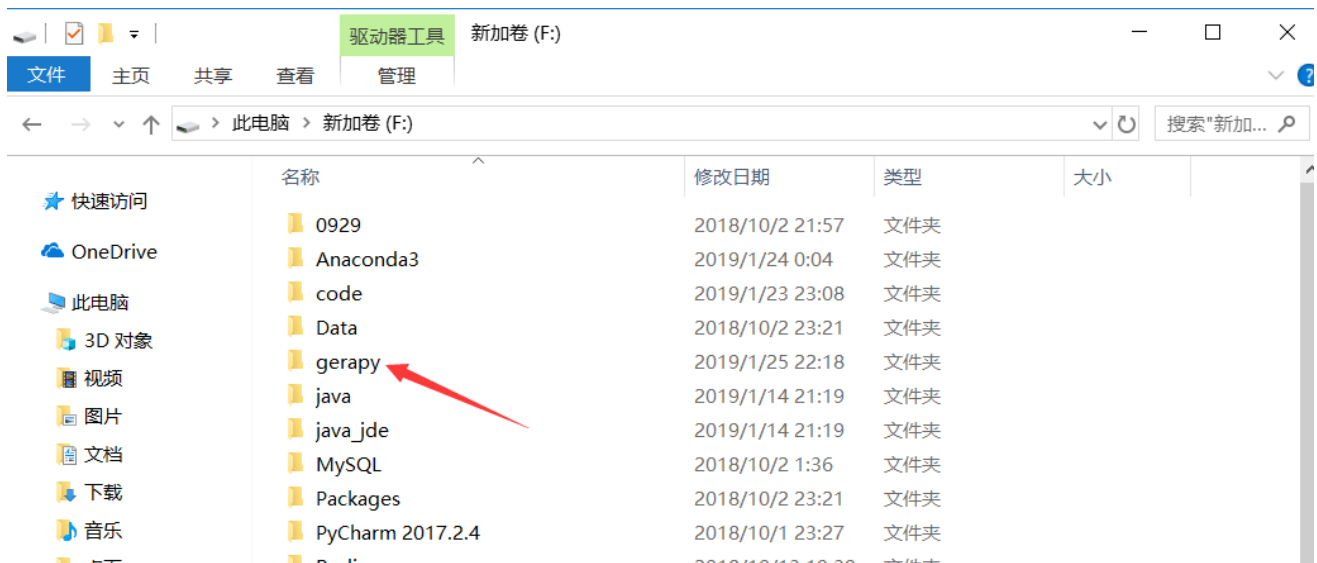 驱动器工具 新加卷 (F:)
文件 主页 共享 查看 管理
此电脑 新加卷 (F:) 搜索"新加...
名称 修改日期 类型 大小
快速访问
OneDrive
此电脑
3D 对象
视频
图片
文档
下载
音乐
0929 2018/10/2 21:57 文件夹
Anaconda3 2019/1/24 0:04 文件夹
code 2019/1/23 23:08 文件夹
Data 2018/10/2 23:21 文件夹
gerapy 2019/1/25 22:18 文件夹
java 2019/1/14 21:19 文件夹
java_jde 2019/1/14 21:19 文件夹
MySQL 2018/10/2 1:36 文件夹
Packages 2018/10/2 23:21 文件夹
PyCharm 2017.2.4 2018/10/1 23:27 文件夹